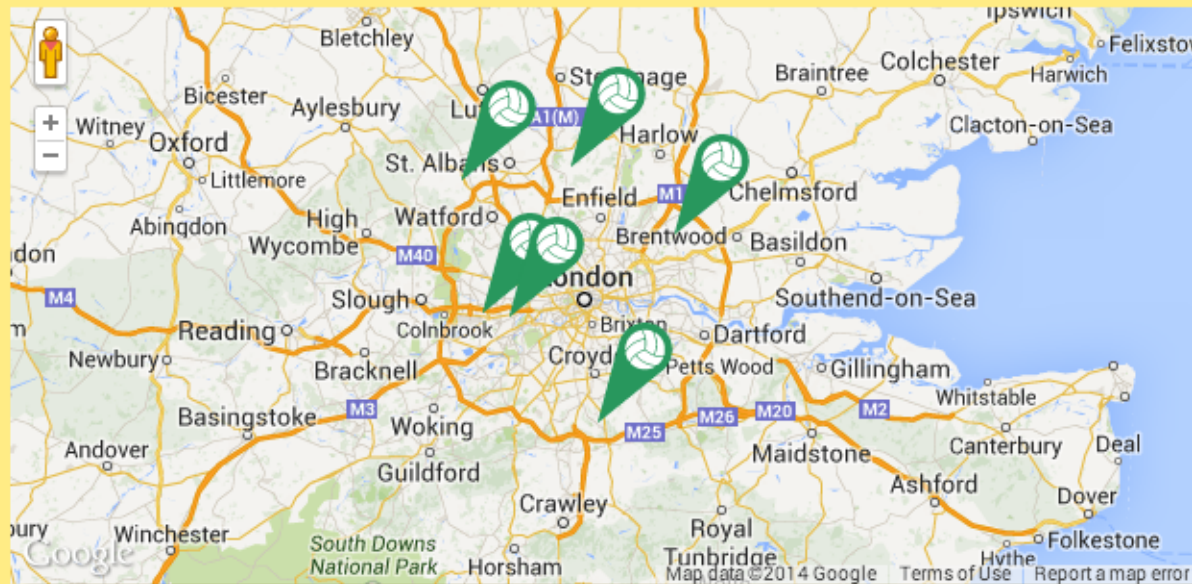 Ipswich
Bletchley
Felixstow
Colchester
Harwich
Braintree
Bicester
Aylesbury
A1(M)
Witney
Oxford
Harlow
Clacton-on-Sea
St. Albans
Littlemore
M1
Chelmsford
Enfield
Abingdon
High
Wycombe
Watford
Brentwood
Basildon
M40
London
M4
Slough
Southend-on-Sea
Colnbrook
Brixton
Reading
Dartford
Newbury
Bracknell
Petts Wood
Gillingham
Whitstable
Basingstoke
M3
Woking
M25
M26
M20
M2
Canterbury
Deal
Andover
Guildford
Maidstone
Ashford
Dover
Crawley
Winchester
Royal
Tunbridge
Folkestone
Google
South Downs
National Park
Horsham
Hythe
Map data ©2014 Google Terms of Use Report a map error